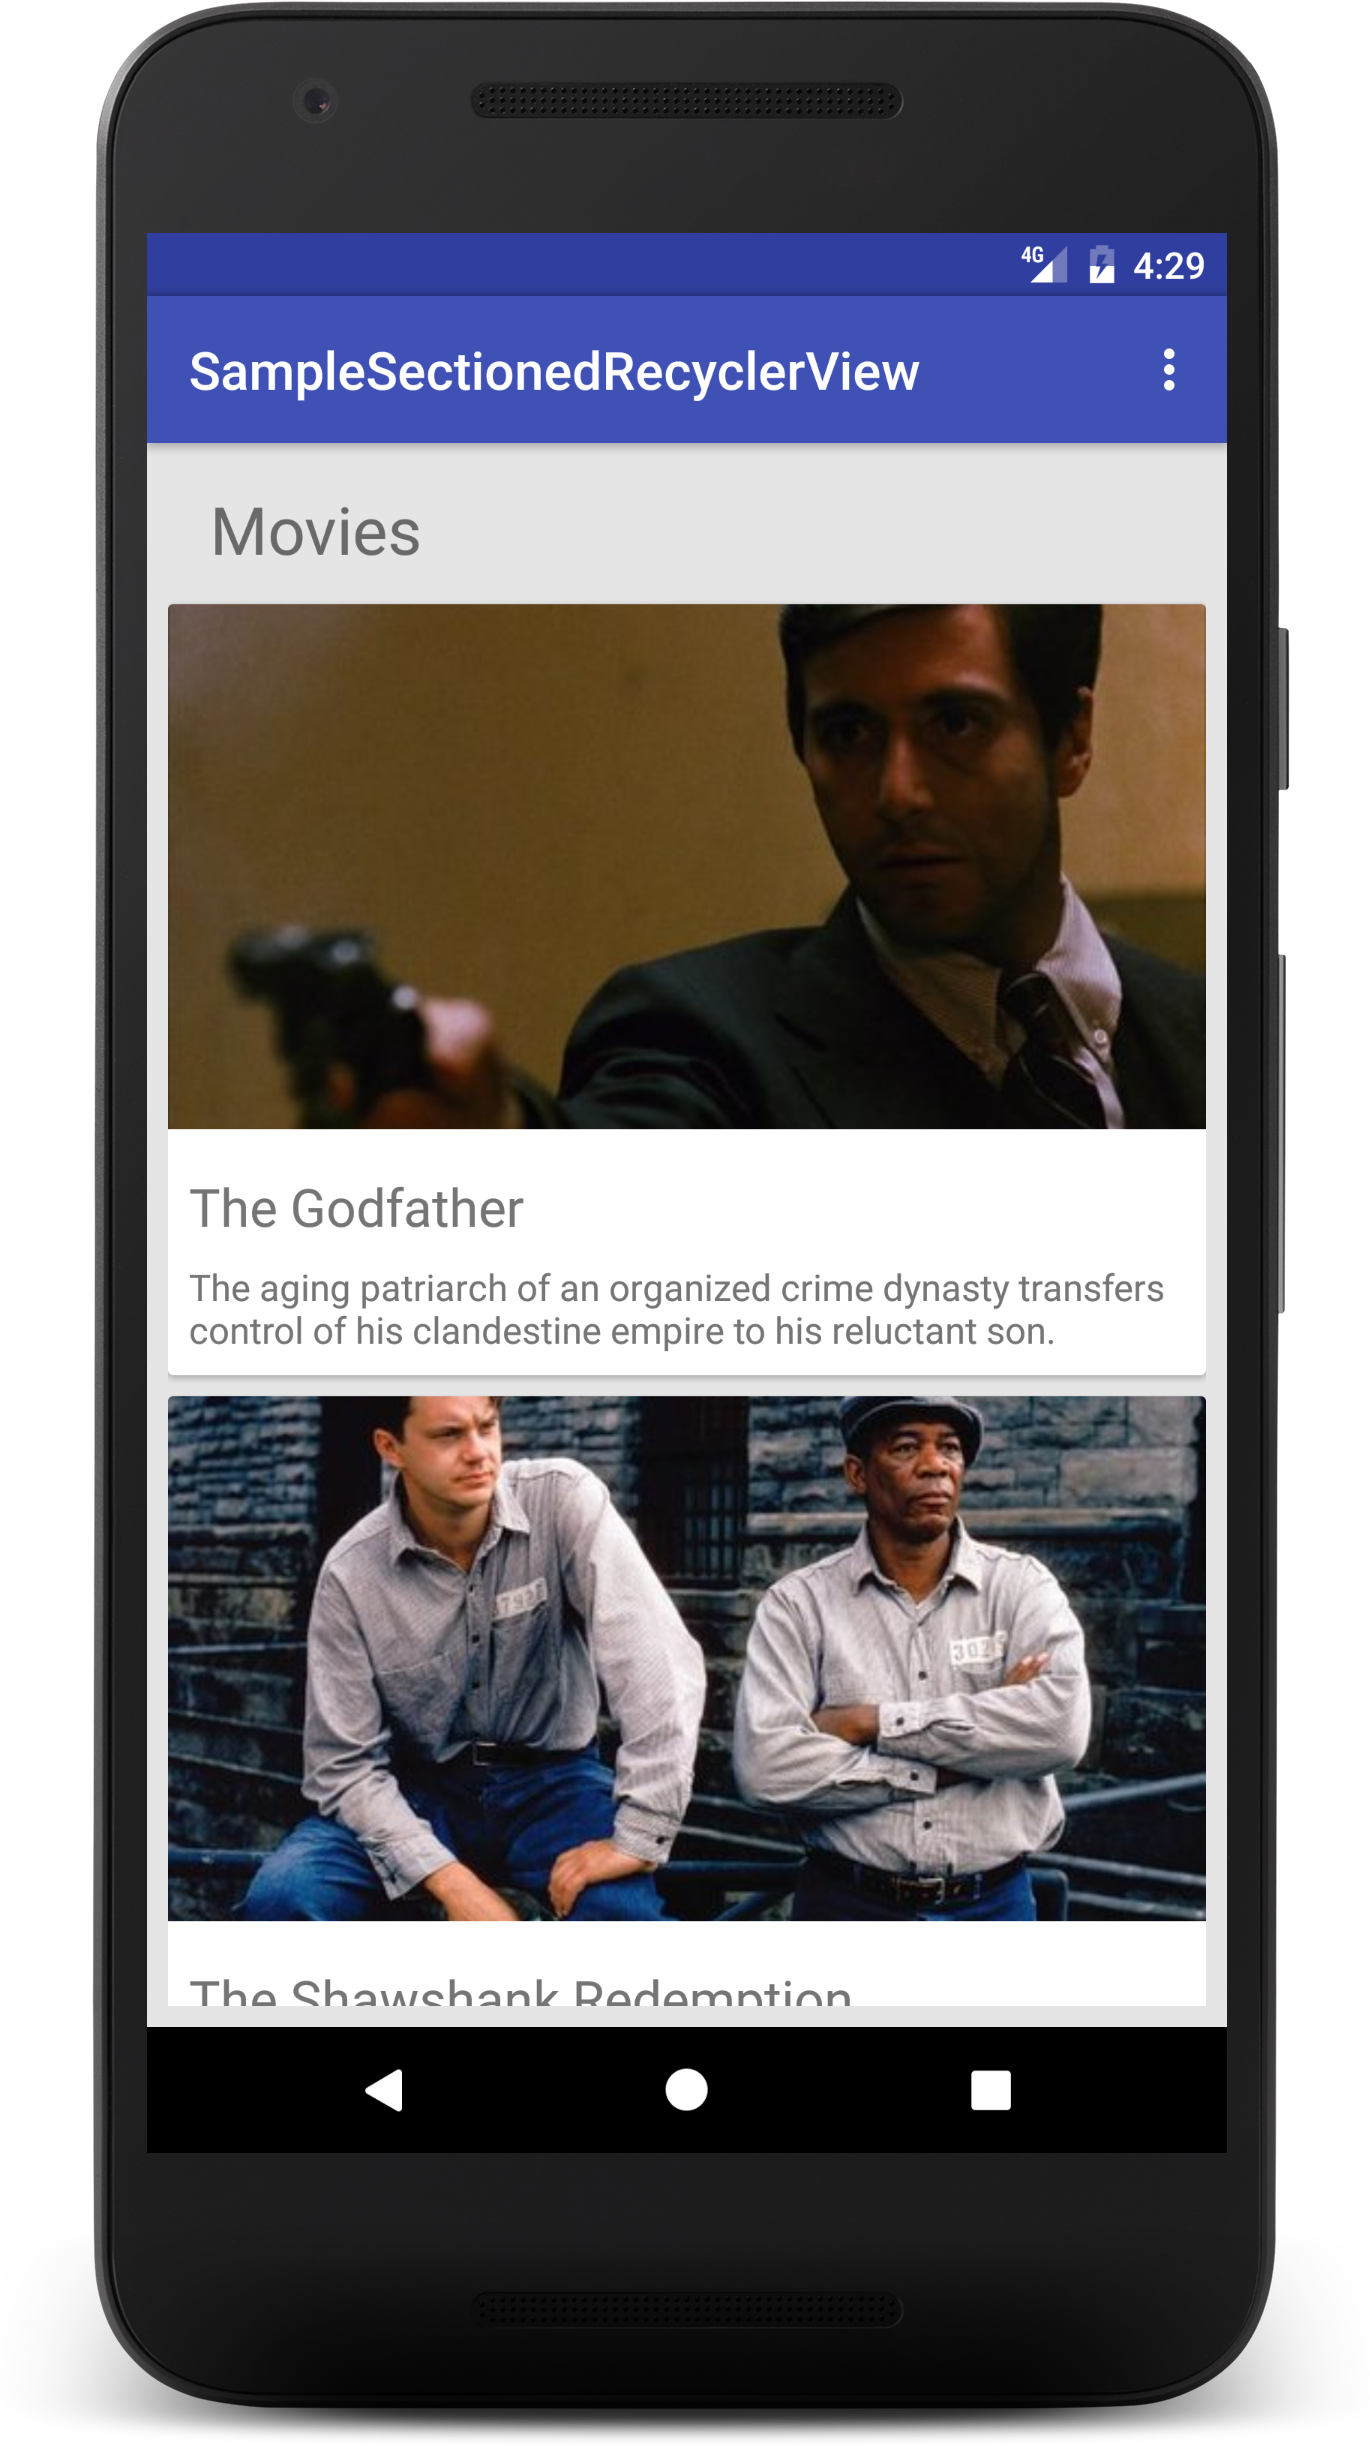 4G 4:29
SampleSectionedRecyclerView
Movies
The Godfather
The aging patriarch of an organized crime dynasty transfers
control of his clandestine empire to his reluctant son.
The Shawshank Redemption